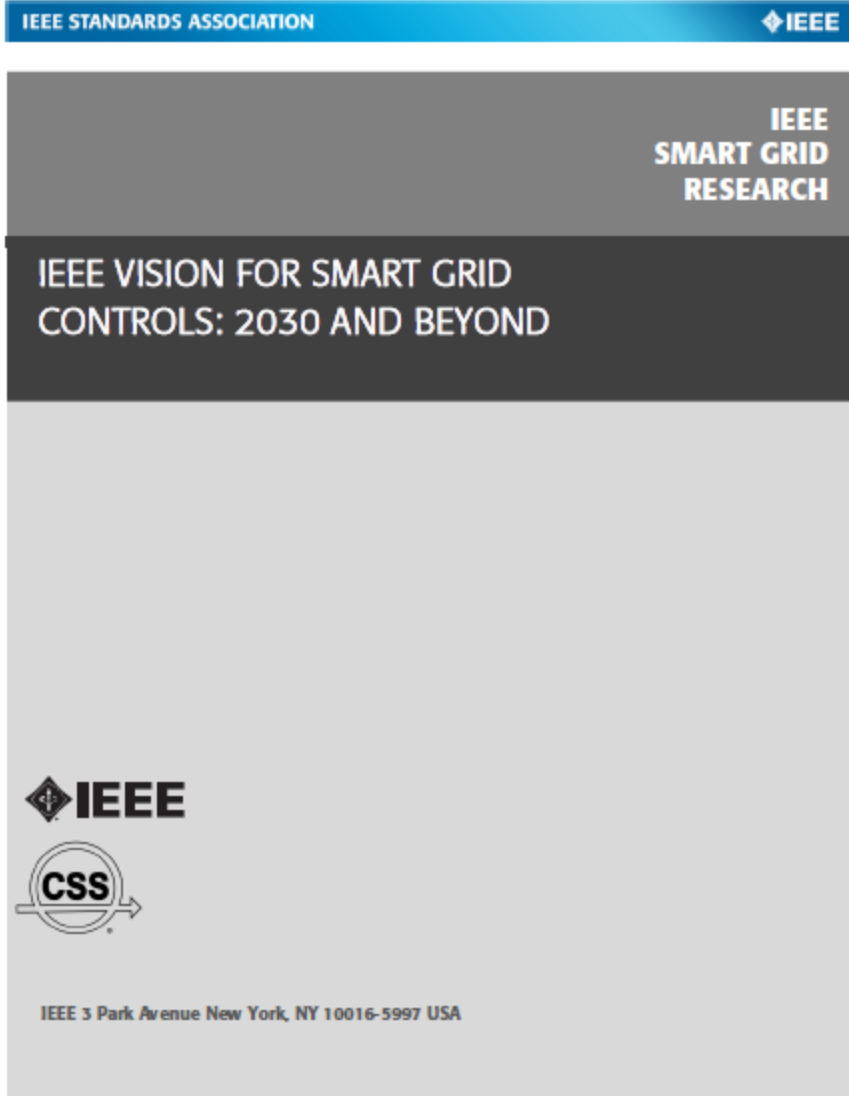 IEEE STANDARDS ASSOCIATION
IEEE
IEEE
SMART GRID
RESEARCH
IEEE VISION FOR SMART GRID
CONTROLS: 2030 AND BEYOND
IEEE
CSS
IEEE 3 Park Avenue New York, NY 10016-5997 USA